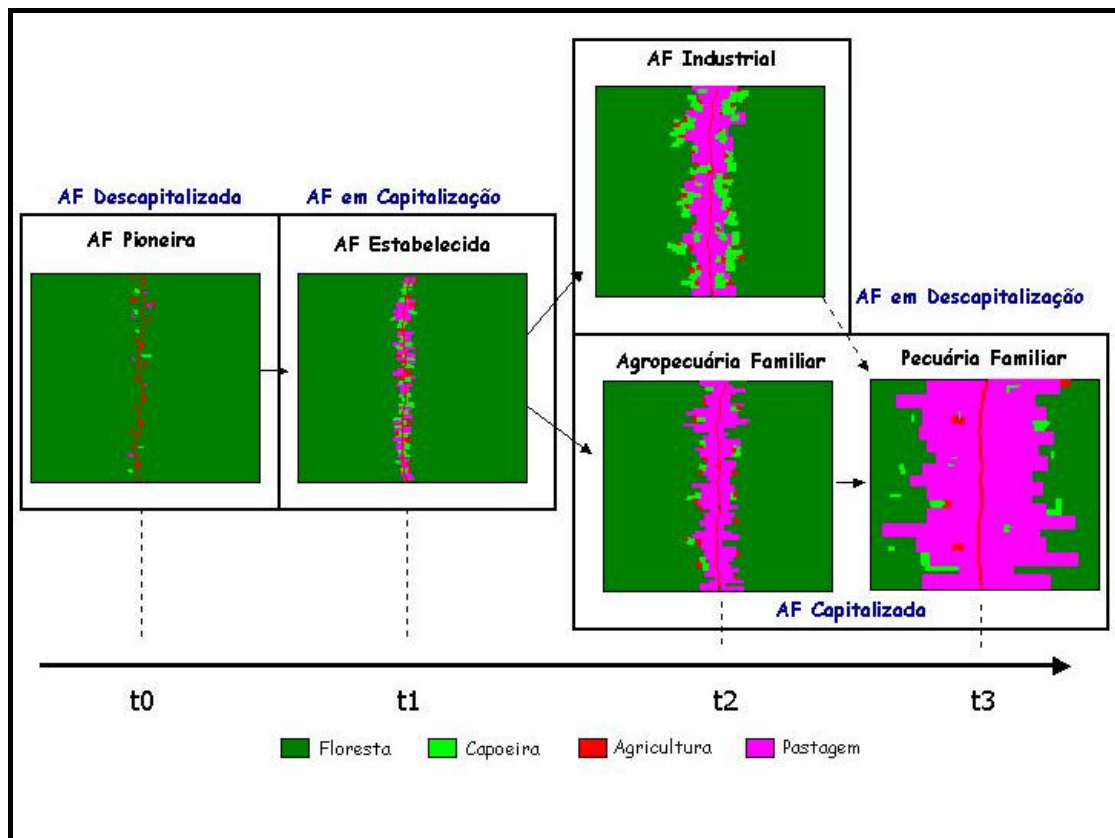 AF Industrial
AF Descapitalizada
AF em Capitalização
AF Pioneira
AF Estabelecida
AF em Descapitalização
Agropecuária Familiar
Pecuária Familiar
AF Capitalizada
t0
t1
t2
t3
Floresta
Capoeira
Agricultura
Pastagem